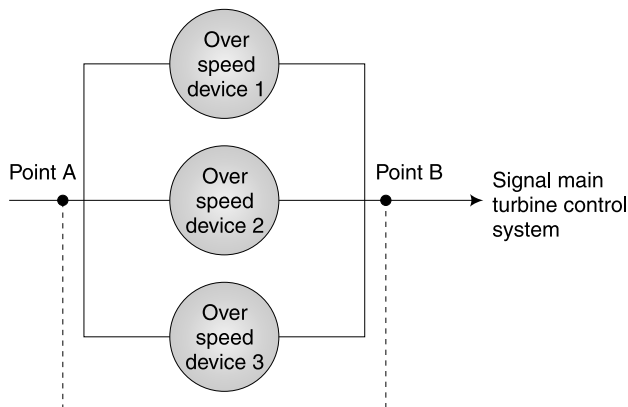 Over
speed
device 1
Point A
Over
speed
device 2
Point B
Signal main
turbine control
system
Over
speed
device 3